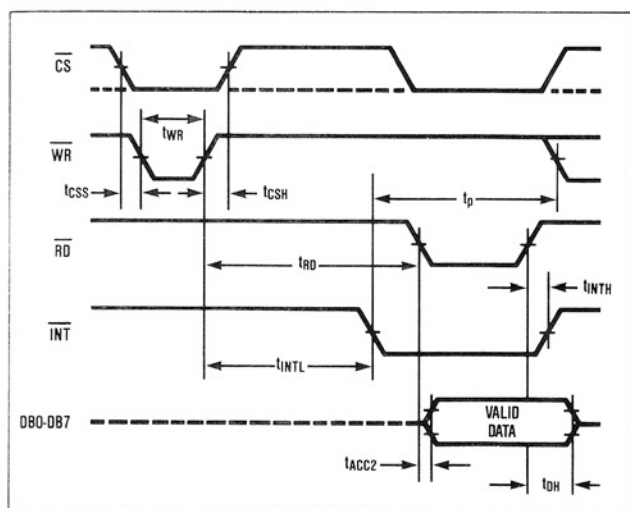 CS
tWR
WR
tCSS
tCSH
tp
RD
tRD
tINTH
INT
tINTL
DB0-DB7
VALID
DATA
tACC2
tDH